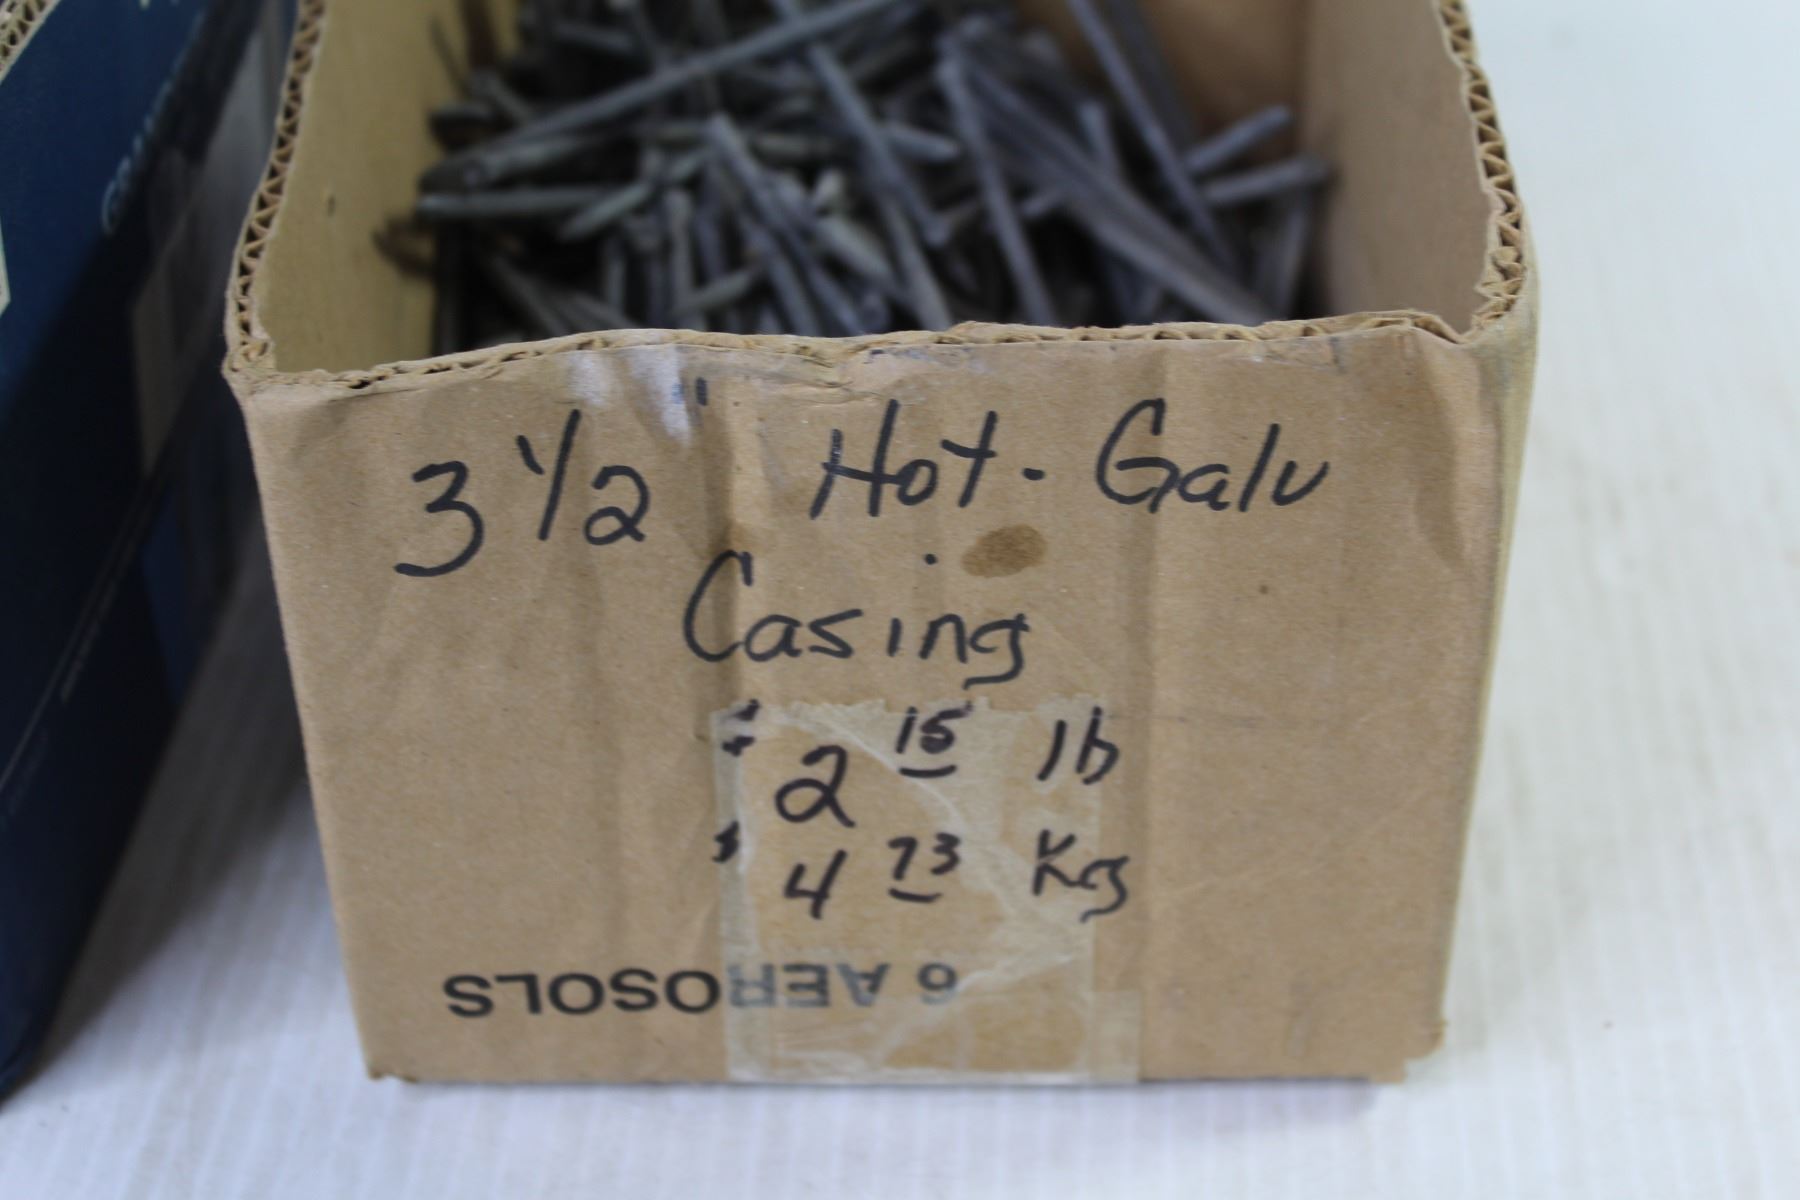 3 1/2" Hot-Galv
Casing
$ 2 15 lb
$ 4 73 Kg
6 AEROSOLS